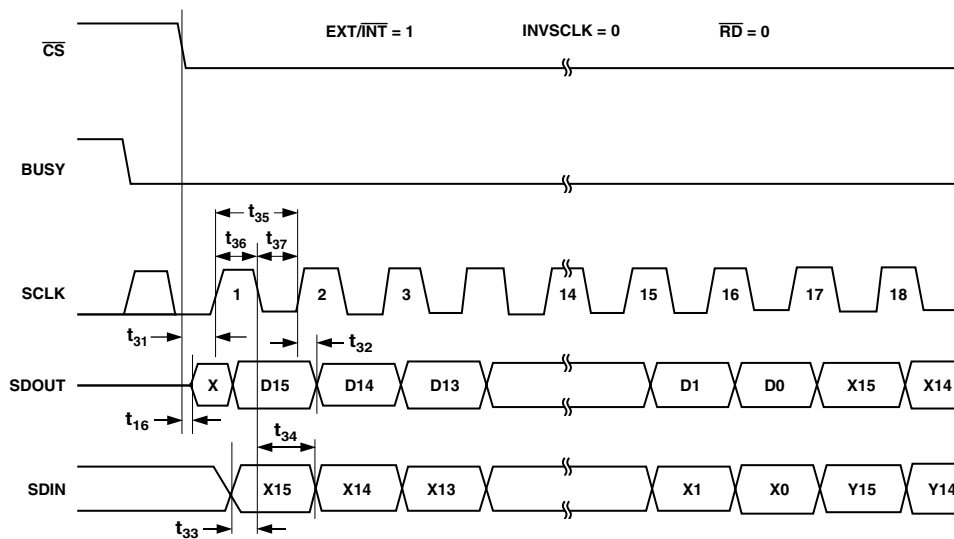 EXT/INT = 1 INVSCLK = 0 RD = 0
CS
BUSY
t35
t36 t37
SCLK 1 2 3 14 15 16 17 18
t31
t32
SDOUT X D15 D14 D13 D1 D0 X15 X14
t16
t34
SDIN X15 X14 X13 X1 X0 Y15 Y14
t33